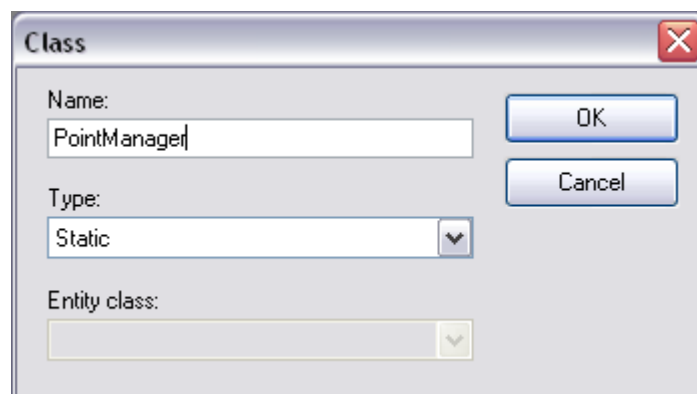 Class
Name:
PointManager
OK
Cancel
Type:
Static
Entity class: